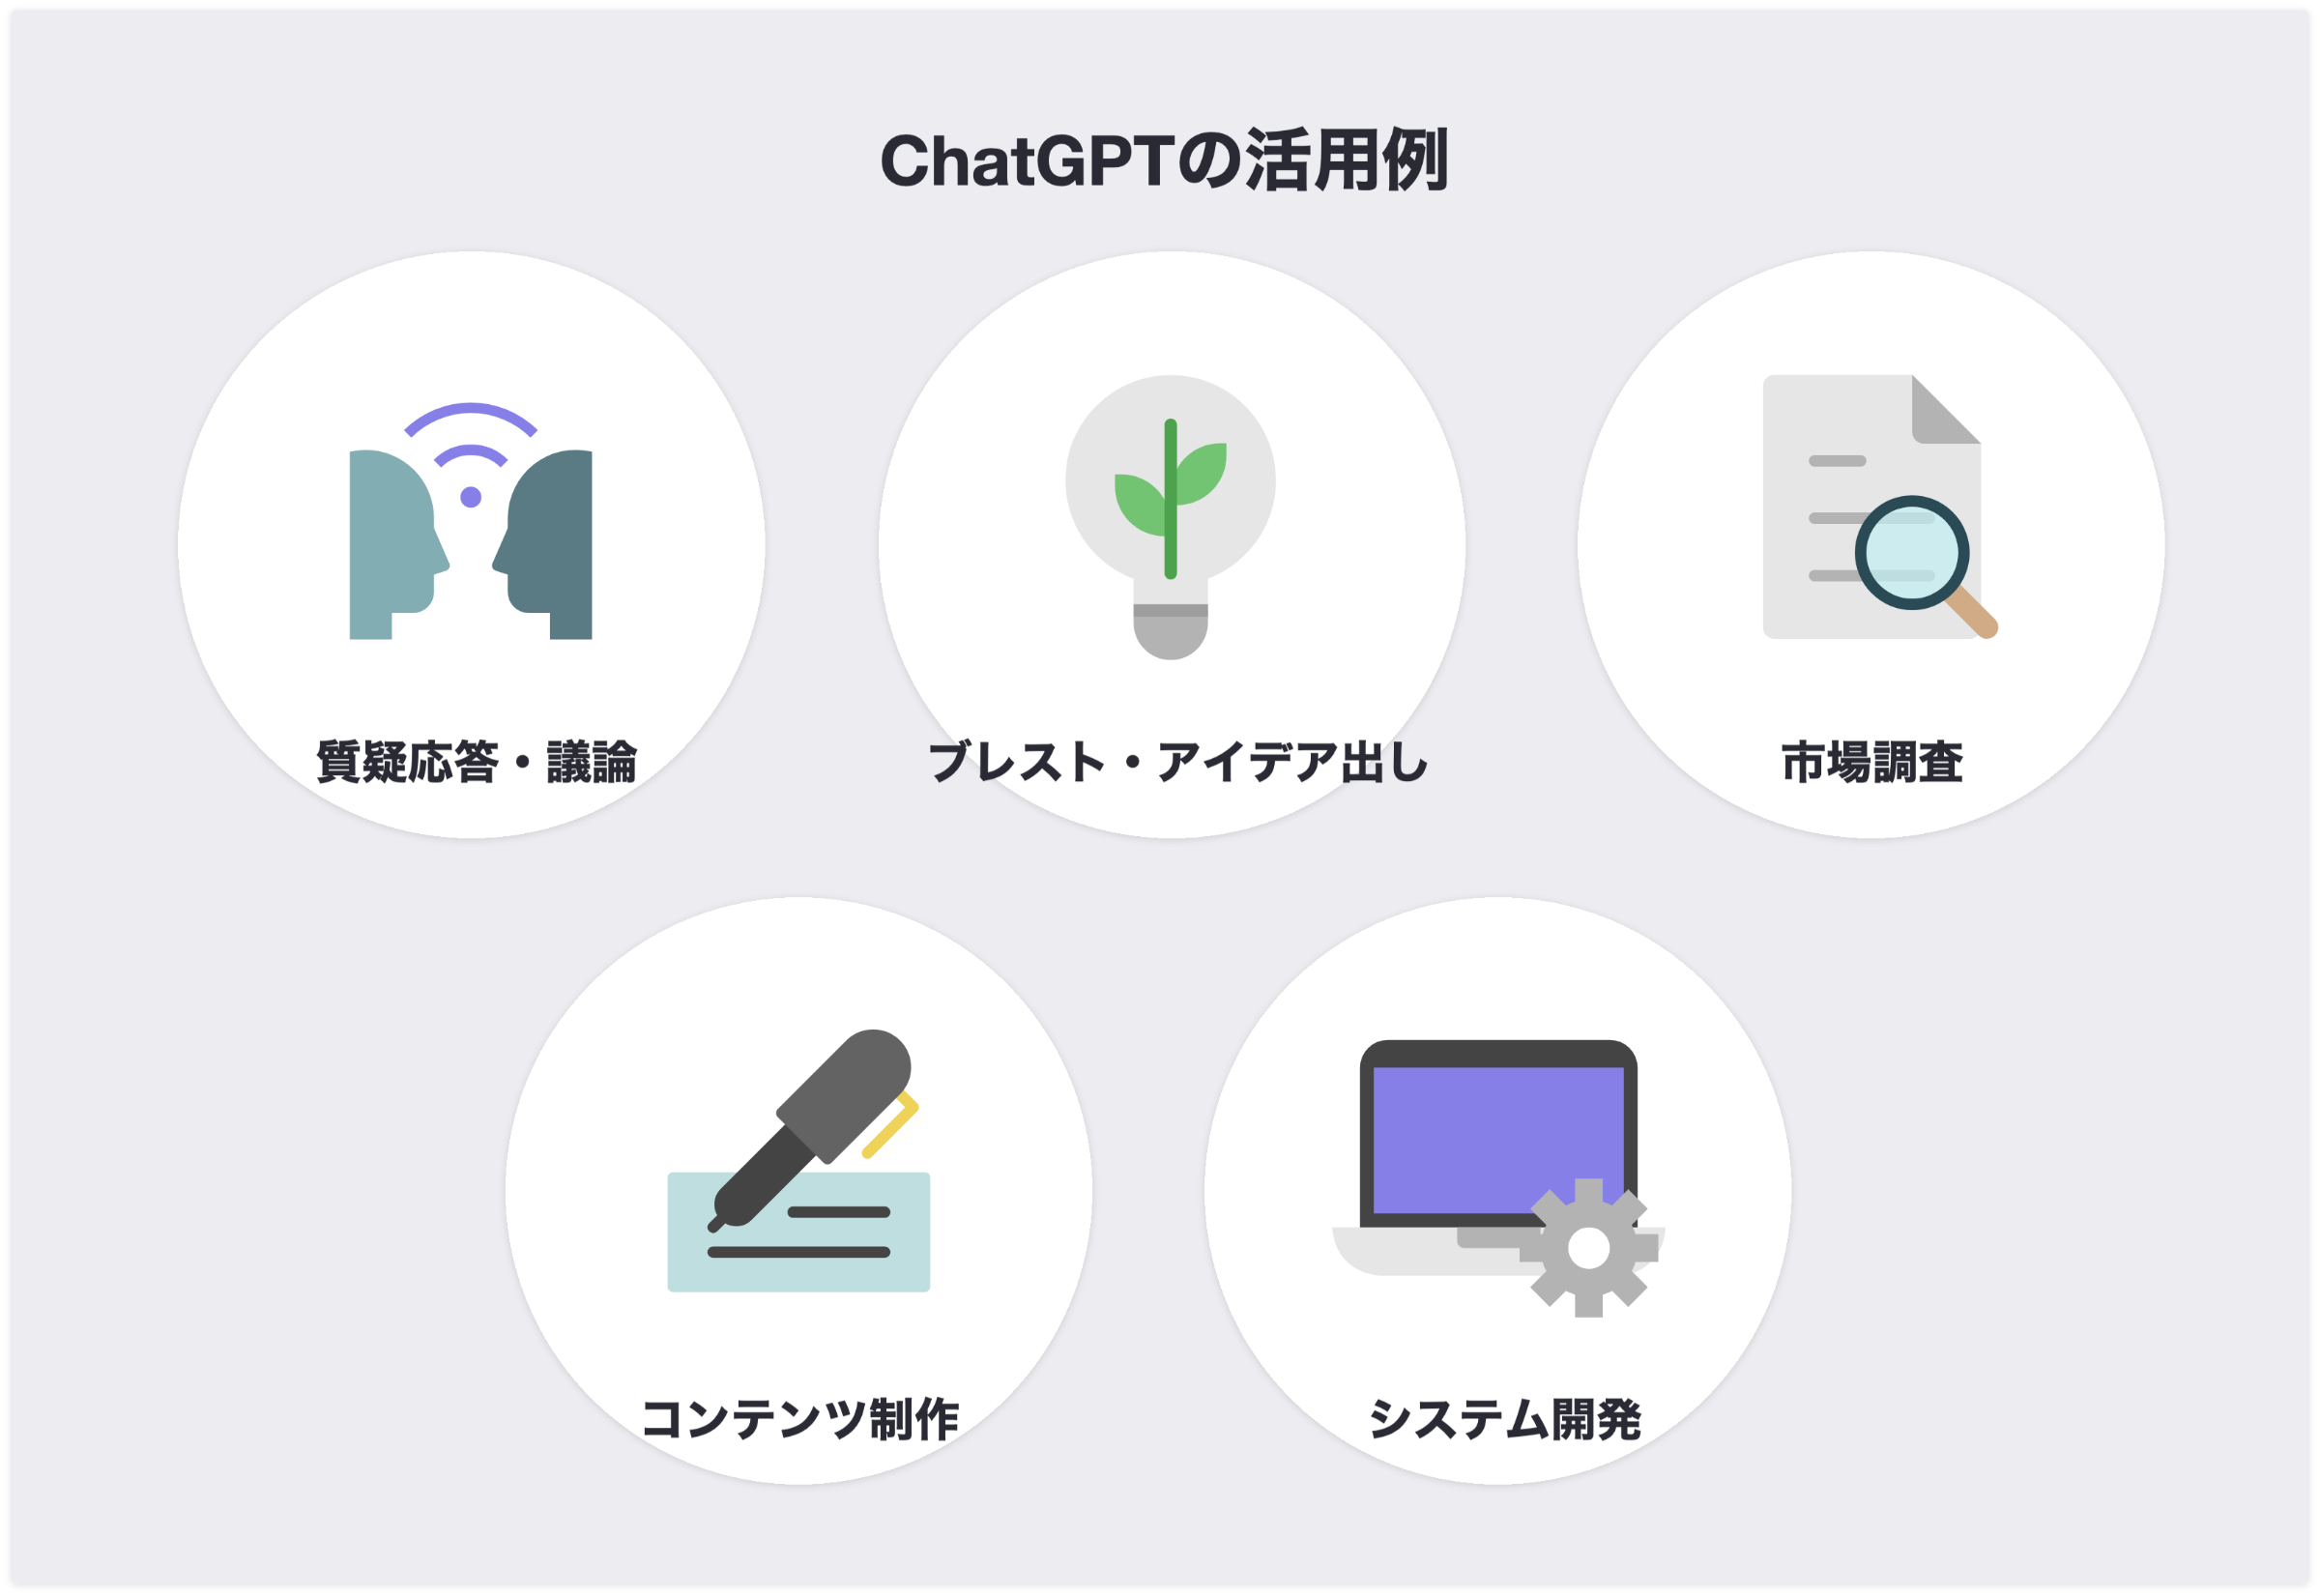 ChatGPTの活用例
質疑応答・議論
ブレスト・アイデア出し
市場調査
コンテンツ制作
システム開発